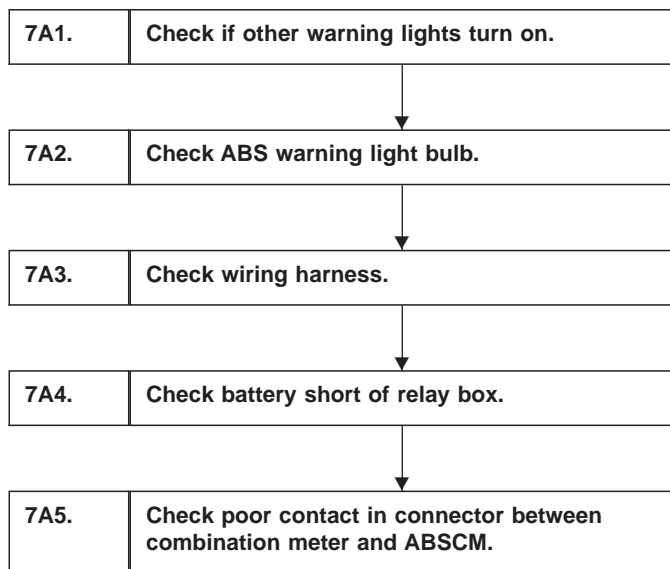 7A1. Check if other warning lights turn on.
7A2. Check ABS warning light bulb.
7A3. Check wiring harness.
7A4. Check battery short of relay box.
7A5. Check poor contact in connector between
combination meter and ABSCM.